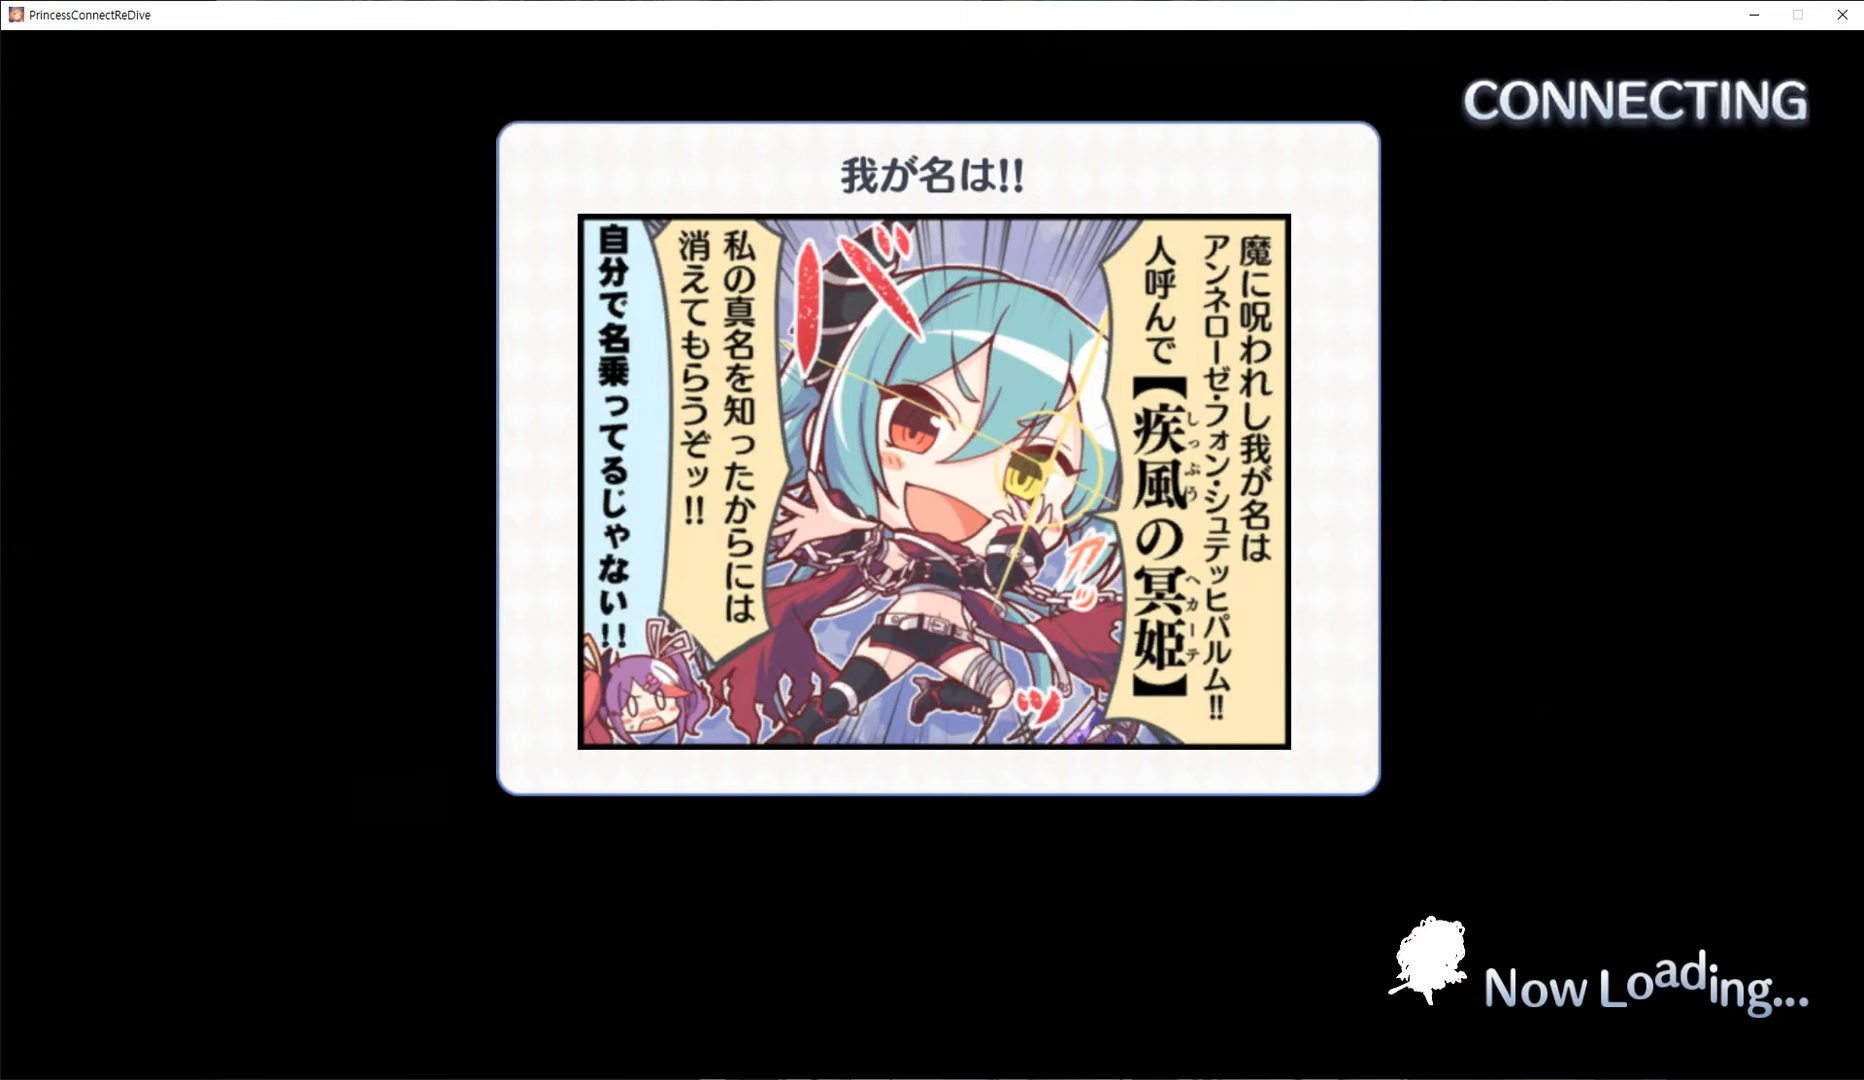 PrincessConnectReDive
CONNECTING
我が名は!!
魔に呪われし我が名は
アンネローゼ・フォン・シュテッヒパルム!!
人呼んで
【疾風の冥姫】
しっぷう
ヘカーテ
私の真名を知ったからには
消えてもらうぞッ!!
自分で名乗ってるじゃない!!
バ
ッ
カ
ッ
Now Loading...